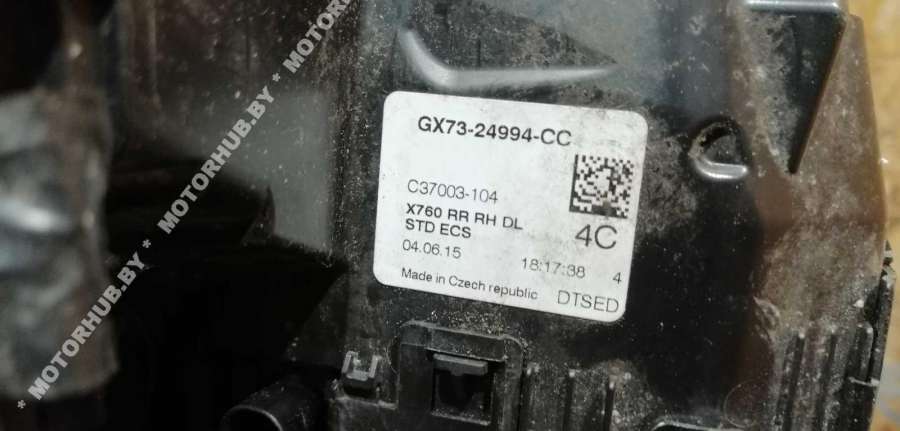 GX73-24994-CC
C37003-104
X760 RR RH DL
STD ECS
4C
04.06.15 18:17:38 4
Made in Czech republic DTSED
* MOTORHUB.BY * MOTORHUB.BY * MOTORHUB.BY *